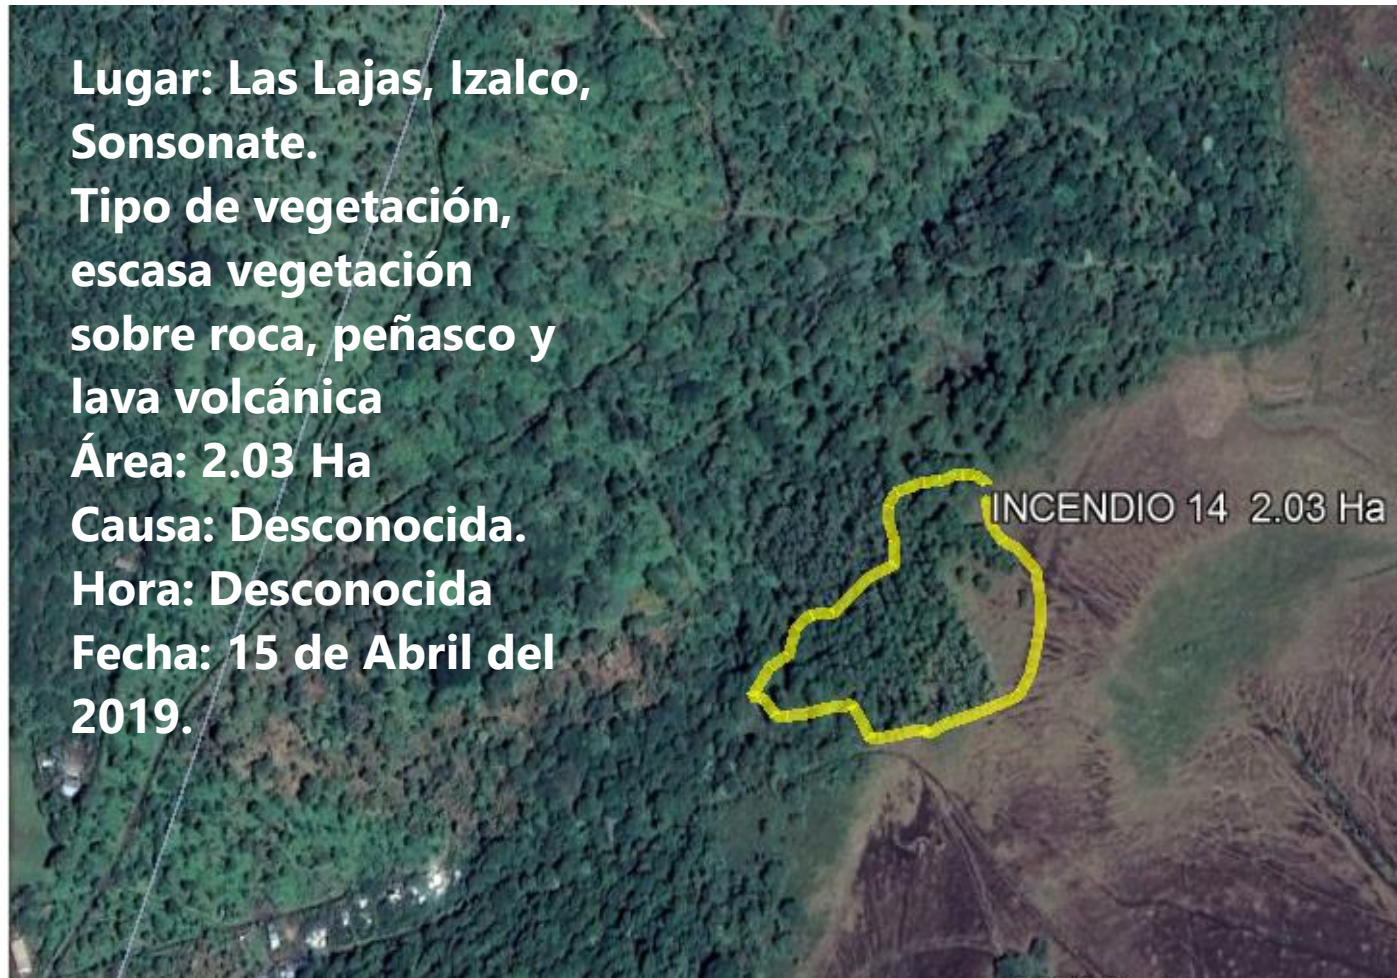 Lugar: Las Lajas, Izalco,
Sonsonate.
Tipo de vegetación,
escasa vegetación
sobre roca, peñasco y
lava volcánica
Área: 2.03 Ha
Causa: Desconocida.
Hora: Desconocida
Fecha: 15 de Abril del
2019.
INCENDIO 14 2.03 Ha